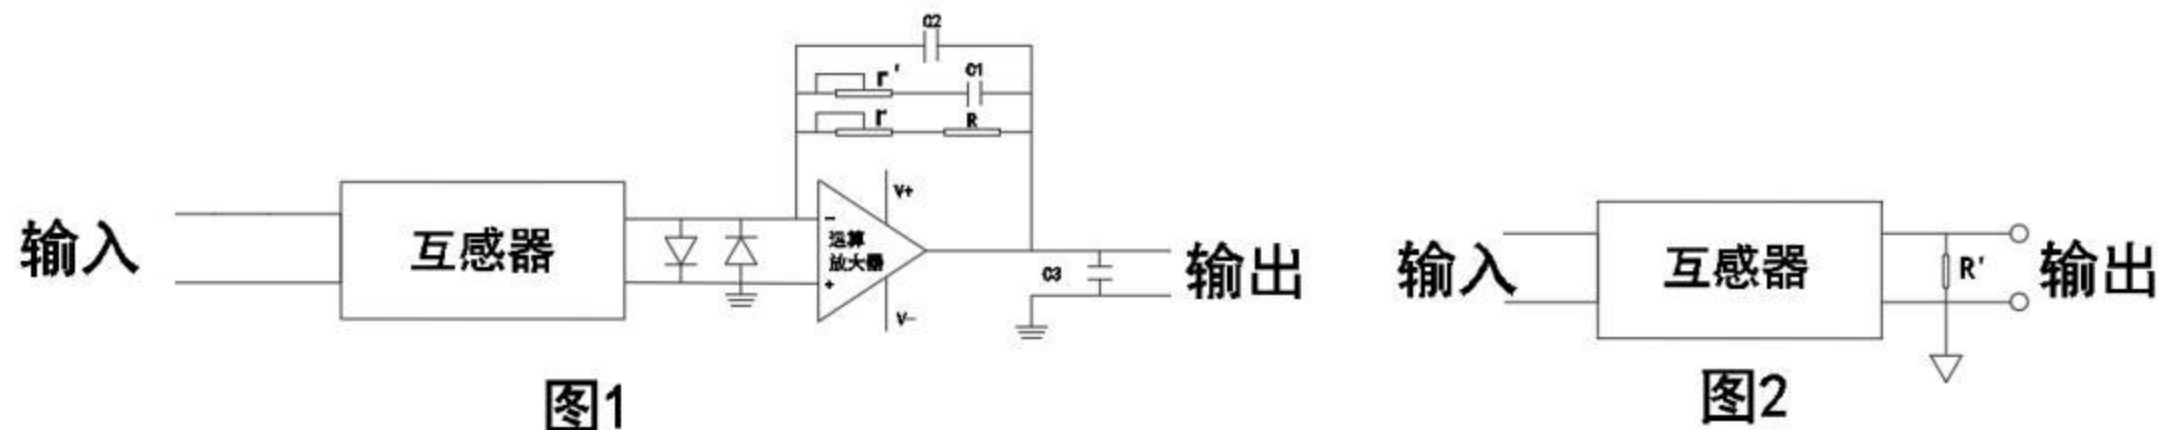 C2
r'
C1
r
R
V+
输入
互感器
-
运算
放大器
+
C3
输出
V-
图1
输入
互感器
R'
输出
图2